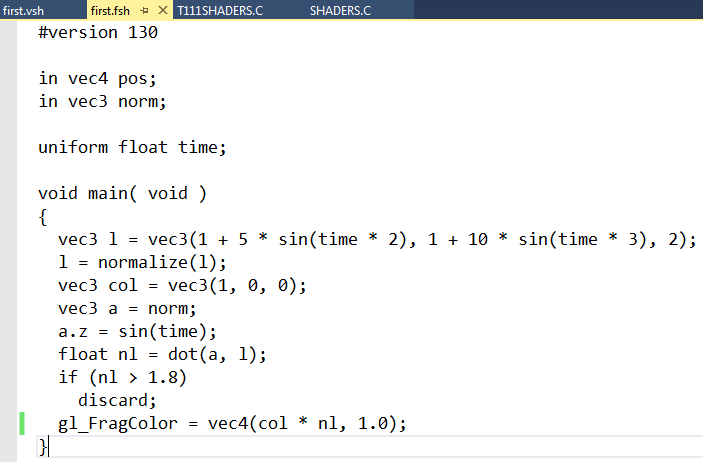 first.vsh first.fsh T111SHADERS.C SHADERS.C
#version 130
in vec4 pos;
in vec3 norm;
uniform float time;
void main( void )
{
vec3 l = vec3(1 + 5 * sin(time * 2), 1 + 10 * sin(time * 3), 2);
l = normalize(l);
vec3 col = vec3(1, 0, 0);
vec3 a = norm;
a.z = sin(time);
float nl = dot(a, l);
if (nl > 1.8)
discard;
gl_FragColor = vec4(col * nl, 1.0);
}